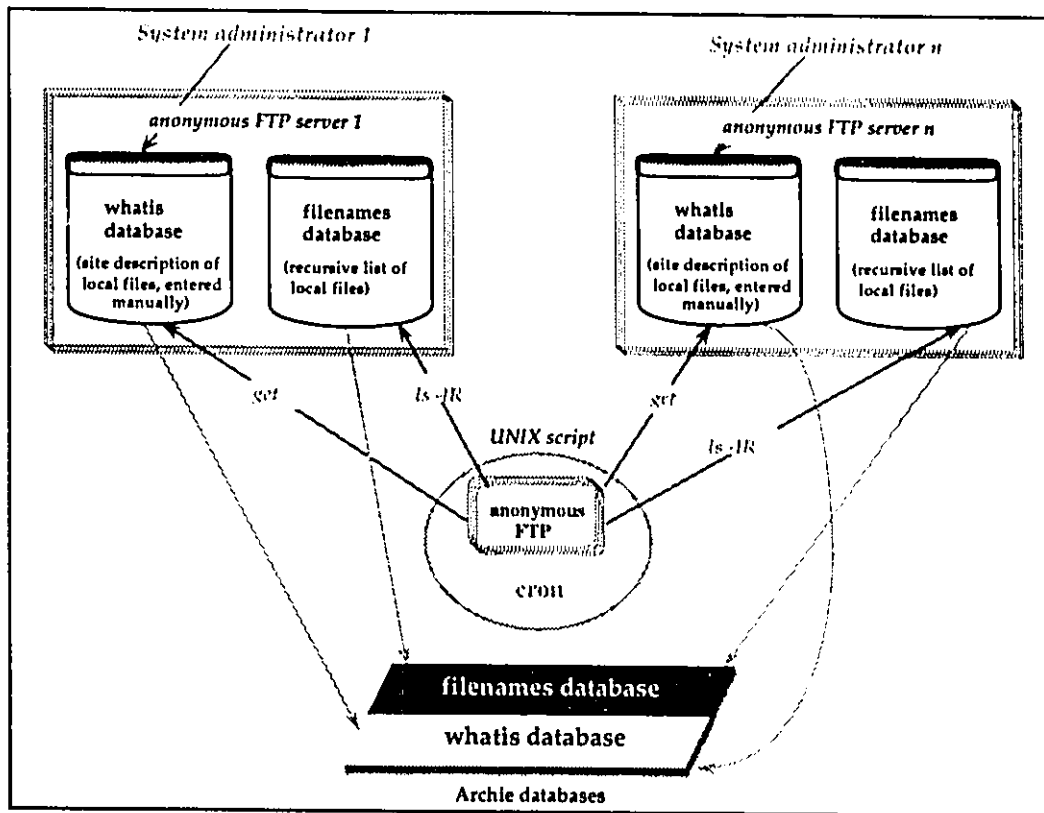 System administrator 1
System administrator n
anonymous FTP server 1
anonymous FTP server n
whatis
database
(site description of
local files, entered
manually)
filenames
database
(recursive list of
local files)
whatis
database
(site description of
local files, entered
manually)
filenames
database
(recursive list of
local files)
get
ls -lR
get
ls -lR
UNIX script
anonymous
FTP
cron
filenames database
whatis database
Archie databases